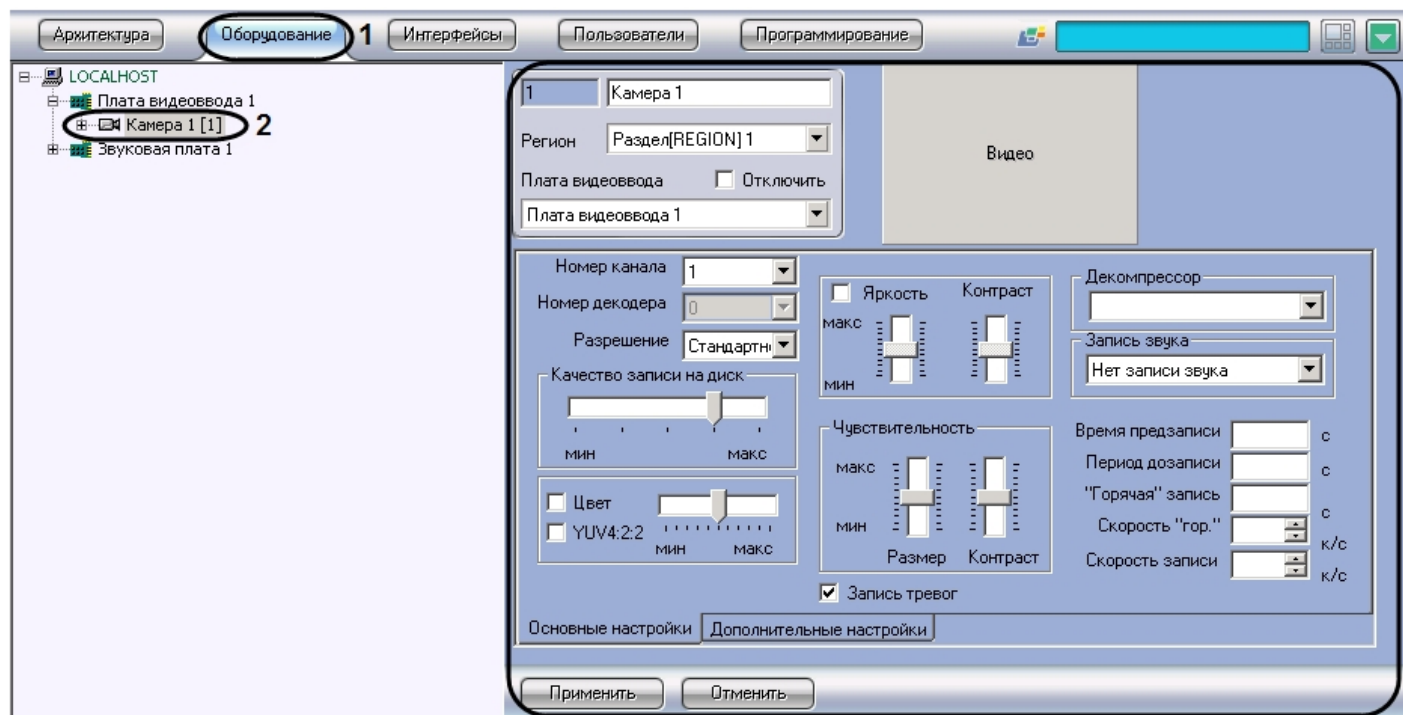 Архитектура
Оборудование
1
Интерфейсы
Пользователи
Программирование
LOCALHOST
Плата видеоввода 1
Камера 1 [1]
2
Звуковая плата 1
1
Камера 1
Регион
Раздел[REGION] 1
Плата видеоввода
Отключить
Плата видеоввода 1
Видео
Номер канала
1
Номер декодера
0
Разрешение
Стандартн
Качество записи на диск
мин
макс
Цвет
YUV4:2:2
мин
макс
Яркость
Контраст
макс
мин
Чувствительность
макс
мин
Размер
Контраст
Запись тревог
Декомпрессор
Запись звука
Нет записи звука
Время предзаписи
с
Период дозаписи
с
"Горячая" запись
с
Скорость "гор."
к/с
Скорость записи
к/с
Основные настройки
Дополнительные настройки
Применить
Отменить